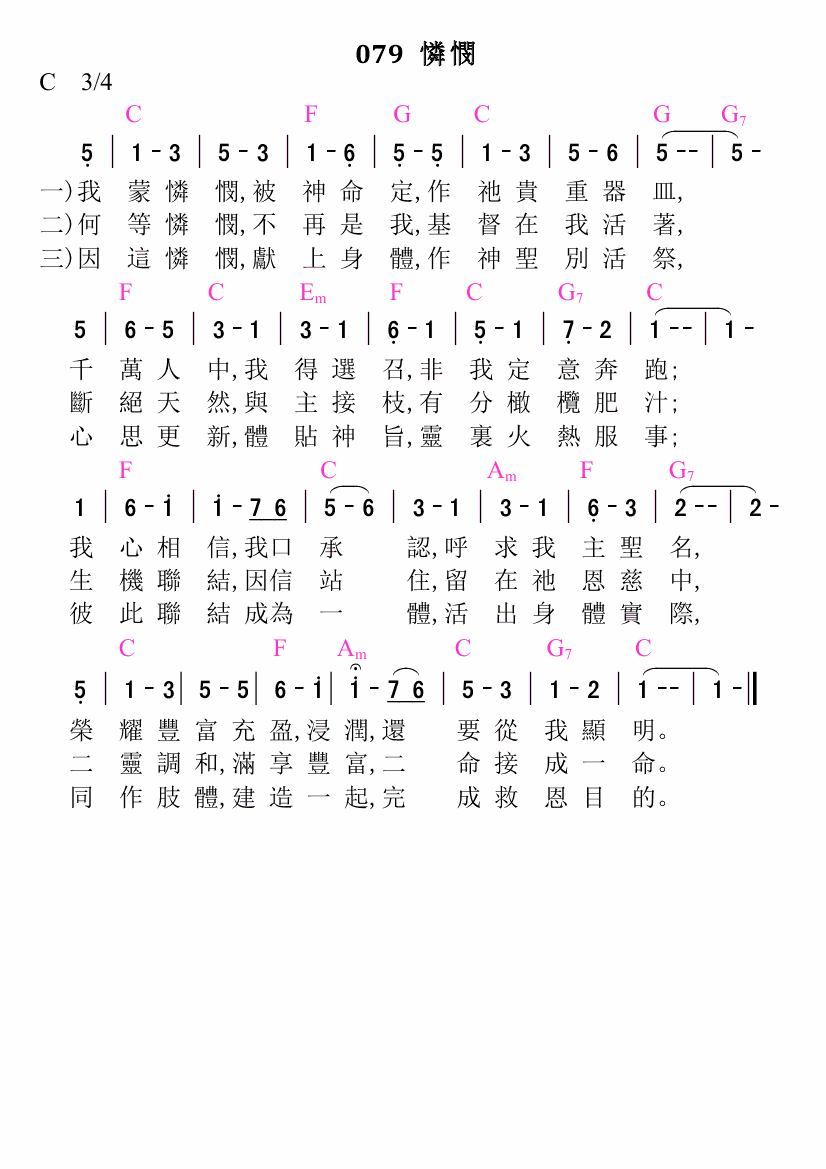 079 憐憫
C 3/4
C F G C G G7
5̣ | 1 - 3 | 5 - 3 | 1 - 6̣ | 5̣ - 5̣ | 1 - 3 | 5 - 6 | 5 - - | 5 -
一)我 蒙 憐 憫,被 神 命 定,作 祂 貴 重 器 皿,
二)何 等 憐 憫,不 再 是 我,基 督 在 我 活 著,
三)因 這 憐 憫,獻 上 身 體,作 神 聖 別 活 祭,
F C Em F C G7 C
5 | 6 - 5 | 3 - 1 | 3 - 1 | 6̣ - 1 | 5̣ - 1 | 7̣ - 2 | 1 - - | 1 -
千 萬 人 中,我 得 選 召,非 我 定 意 奔 跑;
斷 絕 天 然,與 主 接 枝,有 分 橄 欖 肥 汁;
心 思 更 新,體 貼 神 旨,靈 裏 火 熱 服 事;
F C Am F G7
1 | 6 - i | i - 7 6 | 5 - 6 | 3 - 1 | 3 - 1 | 6̣ - 3 | 2 - - | 2 -
我 心 相 信,我口 承 認,呼 求 我 主 聖 名,
生 機 聯 結,因信 站 住,留 在 祂 恩 慈 中,
彼 此 聯 結 成為 一 體,活 出 身 體 實 際,
C F Am C G7 C
5̣ | 1 - 3 | 5 - 5 | 6 - i | i - 7 6 | 5 - 3 | 1 - 2 | 1 - - | 1 - ‖
榮 耀 豐 富 充 盈,浸 潤,還 要 從 我 顯 明。
二 靈 調 和,滿 享 豐 富,二 命 接 成 一 命。
同 作 肢 體,建 造 一 起,完 成 救 恩 目 的。